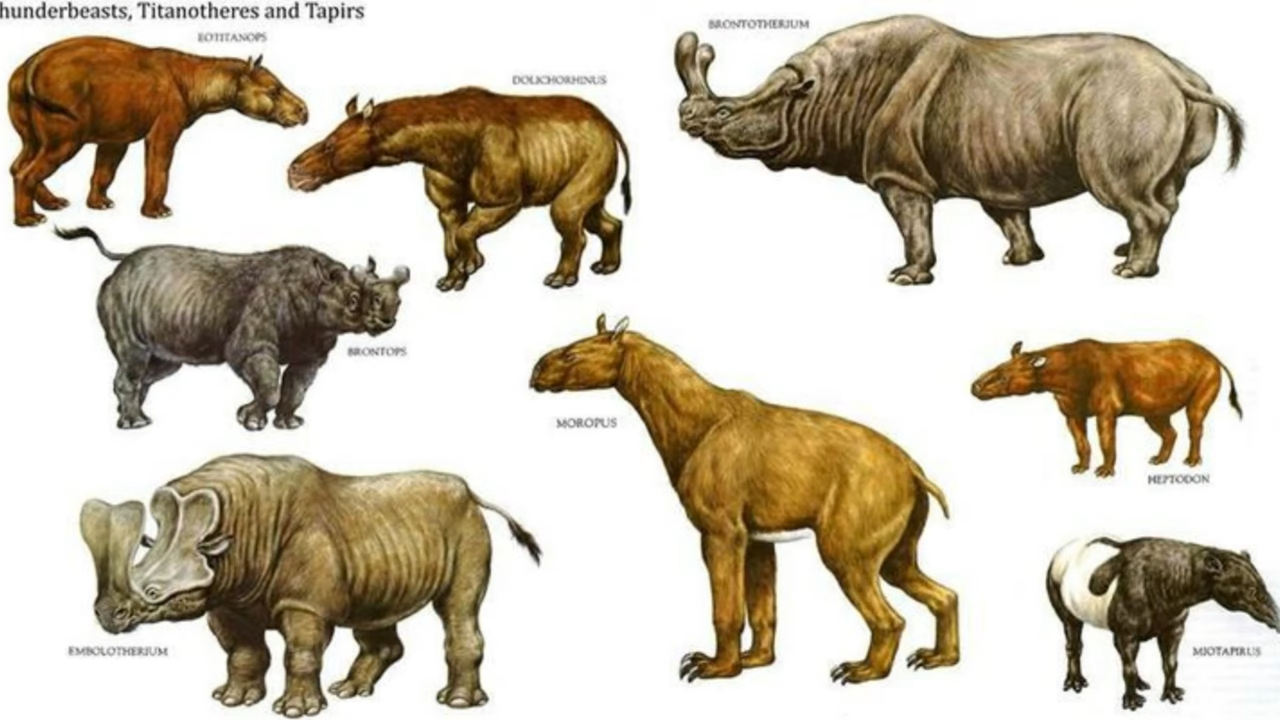 hunderbeasts, Titanotheres and Tapirs
EOTITANOPS
BRONTOTHERIUM
DOLICHORHINUS
BRONTOPS
MOROPUS
HEPTODON
EMBOLOTHERIUM
MIOTAPIRUS